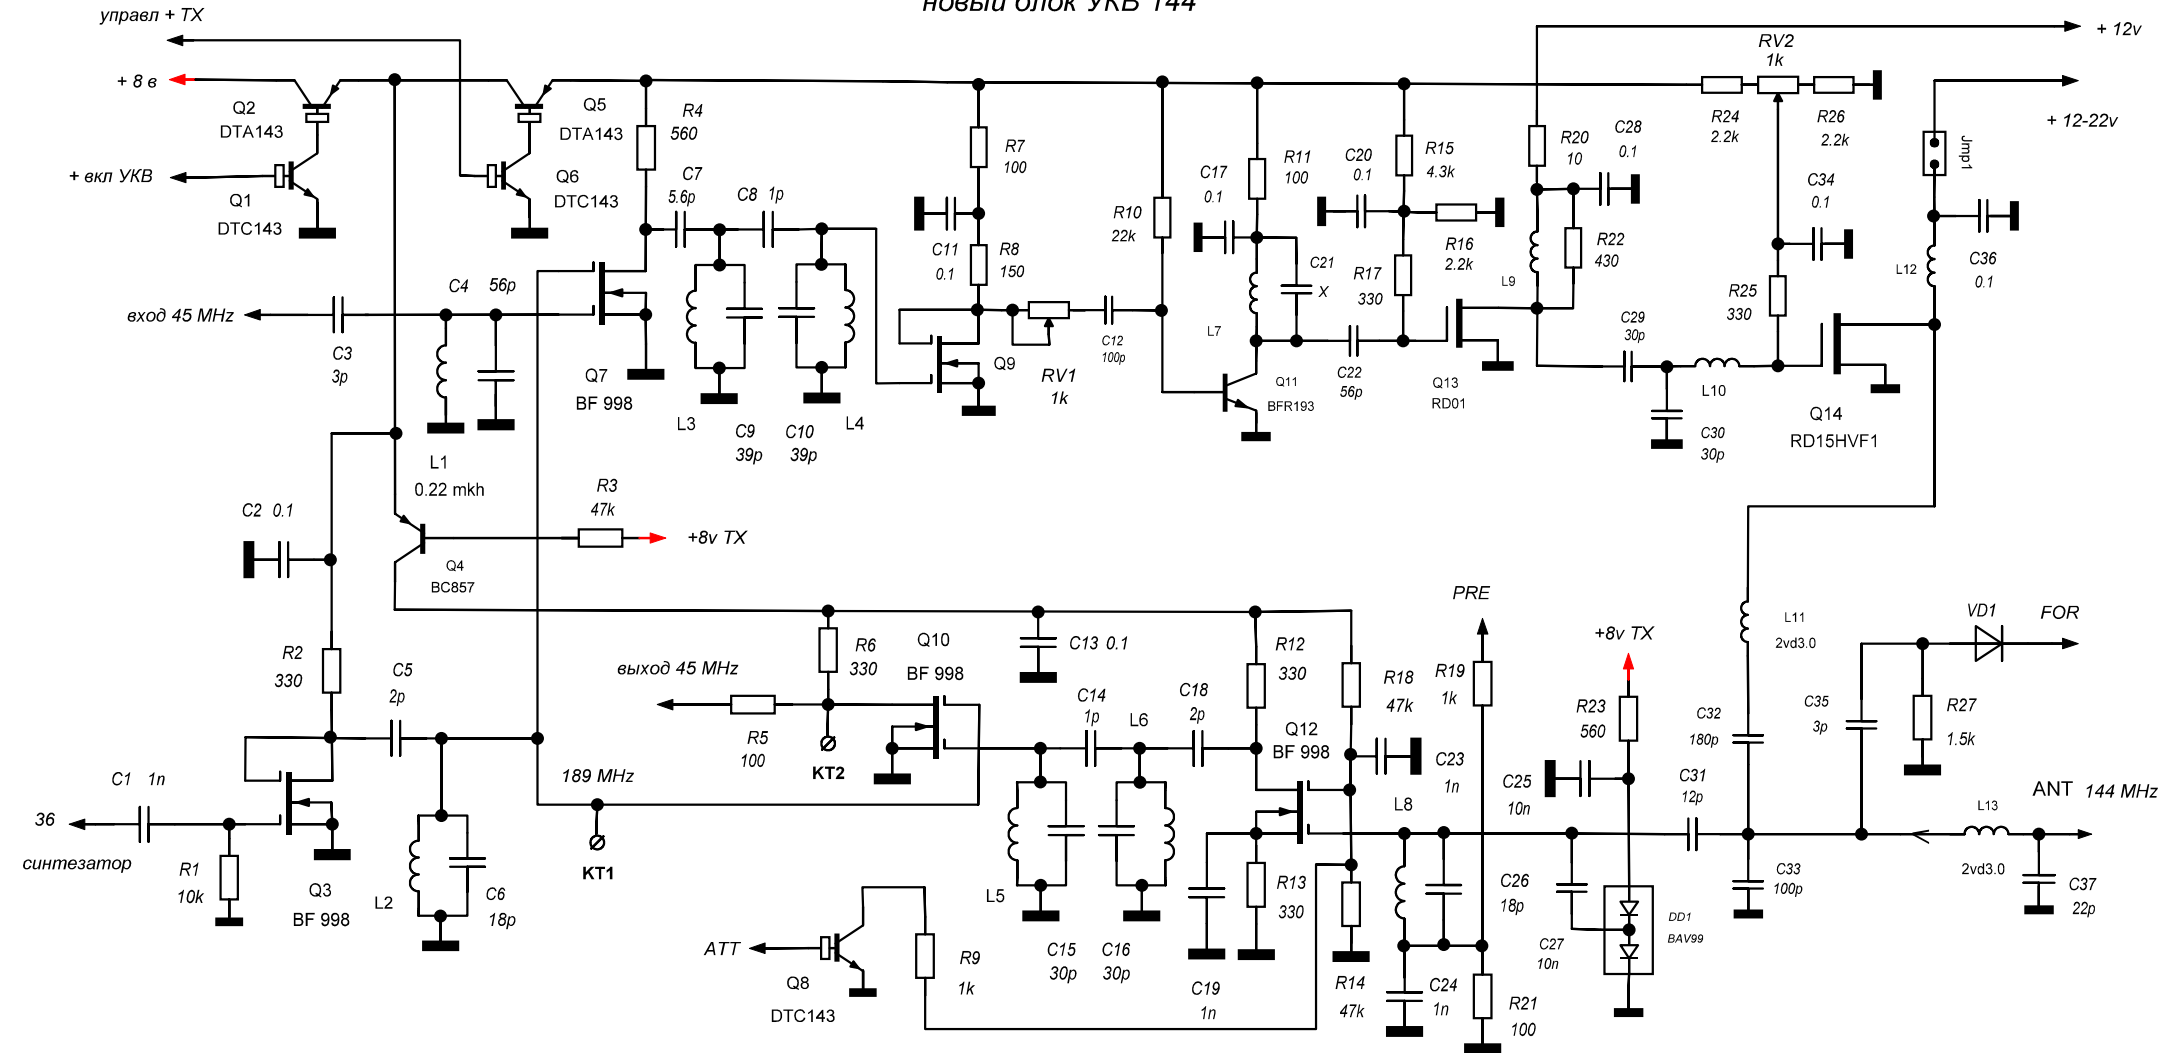 новый блок УКВ 144
управл + TX
+ 12v
RV2
1k
+ 8 в
Q2
DTA143
Q5
DTA143
R4
560
R7
100
R11
100
C17
0.1
C20
0.1
R15
4.3k
R20
10
C28
0.1
R24
2.2k
R26
2.2k
+ 12-22v
Jmp1
+ вкл УКВ
Q1
DTC143
Q6
DTC143
C7
5.6p
C8 1p
C11
0.1
R8
150
R10
22k
C21
X
R16
2.2k
R17
330
L9
R22
430
C34
0.1
L12
C36
0.1
C4 56p
вход 45 MHz
C3
3p
Q7
BF 998
L3
C9
39p
C10
39p
L4
Q9
RV1
1k
C12
100p
L7
Q11
BFR193
C22
56p
Q13
RD01
C29
30p
R25
330
L10
C30
30p
Q14
RD15HVF1
L1
0.22 mkh
C2 0.1
R3
47k
+8v TX
Q4
BC857
PRE
+8v TX
L11
2vd3.0
VD1
FOR
R2
330
C5
2p
выход 45 MHz
R6
330
Q10
BF 998
C13 0.1
R12
330
R18
47k
R19
1k
R23
560
C32
180p
C35
3p
R27
1.5k
R5
100
KT2
C14
1p
L6
C18
2p
Q12
BF 998
C23
1n
C25
10n
C31
12p
ANT 144 MHz
C1 1n
36
синтезатор
R1
10k
Q3
BF 998
L2
C6
18p
189 MHz
KT1
L5
C15
30p
C16
30p
R13
330
L8
C26
18p
C27
10n
DD1
BAV99
C33
100p
L13
2vd3.0
C37
22p
ATT
Q8
DTC143
R9
1k
C19
1n
R14
47k
C24
1n
R21
100